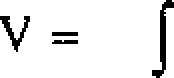 V = ∫